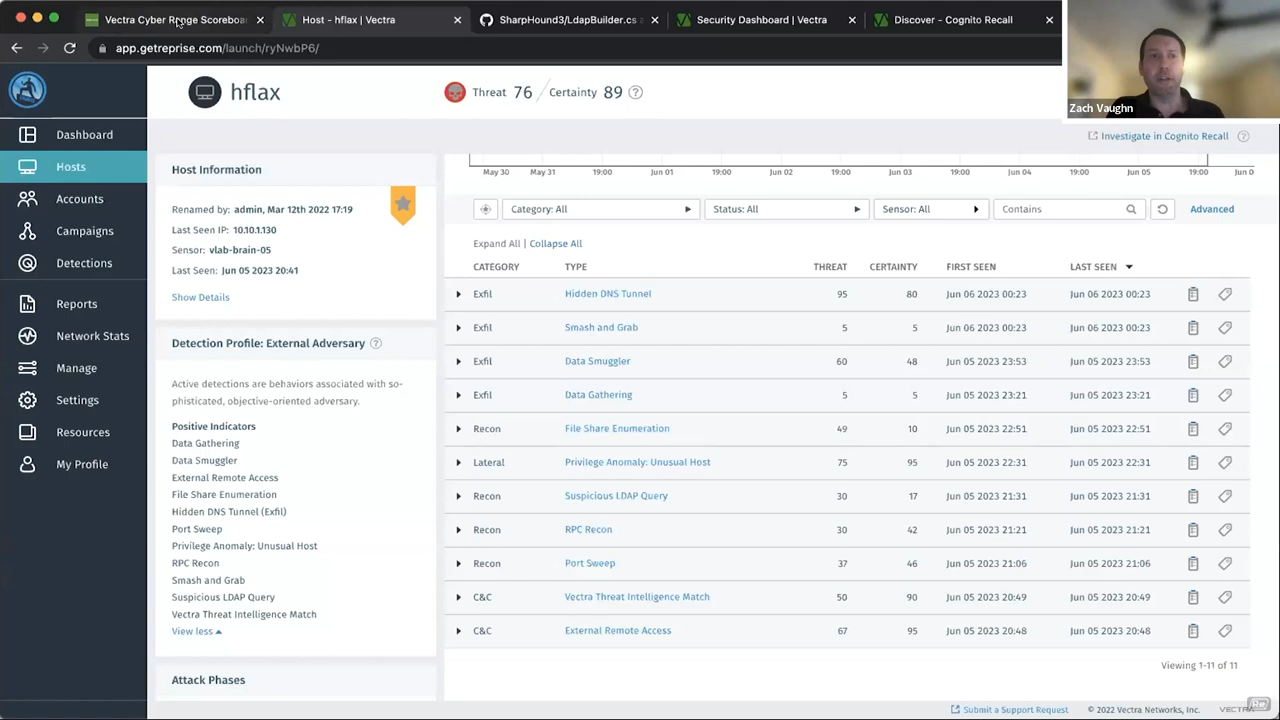 Vectra Cyber Range Scoreboa
Host - hflax | Vectra
SharpHound3/LdapBuilder.cs a
Security Dashboard | Vectra
Discover - Cognito Recall
app.getreprise.com/launch/ryNwbP6/
Zach Vaughn
hflax
Threat 76 / Certainty 89
Investigate in Cognito Recall
Dashboard
Hosts
Accounts
Campaigns
Detections
Reports
Network Stats
Manage
Settings
Resources
My Profile
Host Information
Renamed by: admin, Mar 12th 2022 17:19
Last Seen IP: 10.10.1.130
Sensor: vlab-brain-05
Last Seen: Jun 05 2023 20:41
Show Details
Detection Profile: External Adversary
Active detections are behaviors associated with so-
phisticated, objective-oriented adversary.
Positive Indicators
Data Gathering
Data Smuggler
External Remote Access
File Share Enumeration
Hidden DNS Tunnel (Exfil)
Port Sweep
Privilege Anomaly: Unusual Host
RPC Recon
Smash and Grab
Suspicious LDAP Query
Vectra Threat Intelligence Match
View less
Attack Phases
May 30 May 31 19:00 Jun 01 19:00 Jun 02 19:00 Jun 03 19:00 Jun 04 19:00 Jun 05 19:00 Jun 0
Category: All Status: All Sensor: All Contains Advanced
Expand All | Collapse All
CATEGORY TYPE THREAT CERTAINTY FIRST SEEN LAST SEEN
Exfil Hidden DNS Tunnel 95 80 Jun 06 2023 00:23 Jun 06 2023 00:23
Exfil Smash and Grab 5 5 Jun 06 2023 00:23 Jun 06 2023 00:23
Exfil Data Smuggler 60 48 Jun 05 2023 23:53 Jun 05 2023 23:53
Exfil Data Gathering 5 5 Jun 05 2023 23:21 Jun 05 2023 23:21
Recon File Share Enumeration 49 10 Jun 05 2023 22:51 Jun 05 2023 22:51
Lateral Privilege Anomaly: Unusual Host 75 95 Jun 05 2023 22:31 Jun 05 2023 22:31
Recon Suspicious LDAP Query 30 17 Jun 05 2023 21:31 Jun 05 2023 21:31
Recon RPC Recon 30 42 Jun 05 2023 21:21 Jun 05 2023 21:21
Recon Port Sweep 37 46 Jun 05 2023 21:06 Jun 05 2023 21:06
C&C Vectra Threat Intelligence Match 50 90 Jun 05 2023 20:49 Jun 05 2023 20:49
C&C External Remote Access 67 95 Jun 05 2023 20:48 Jun 05 2023 20:48
Viewing 1-11 of 11
Submit a Support Request © 2022 Vectra Networks, Inc. VECTRA
Re